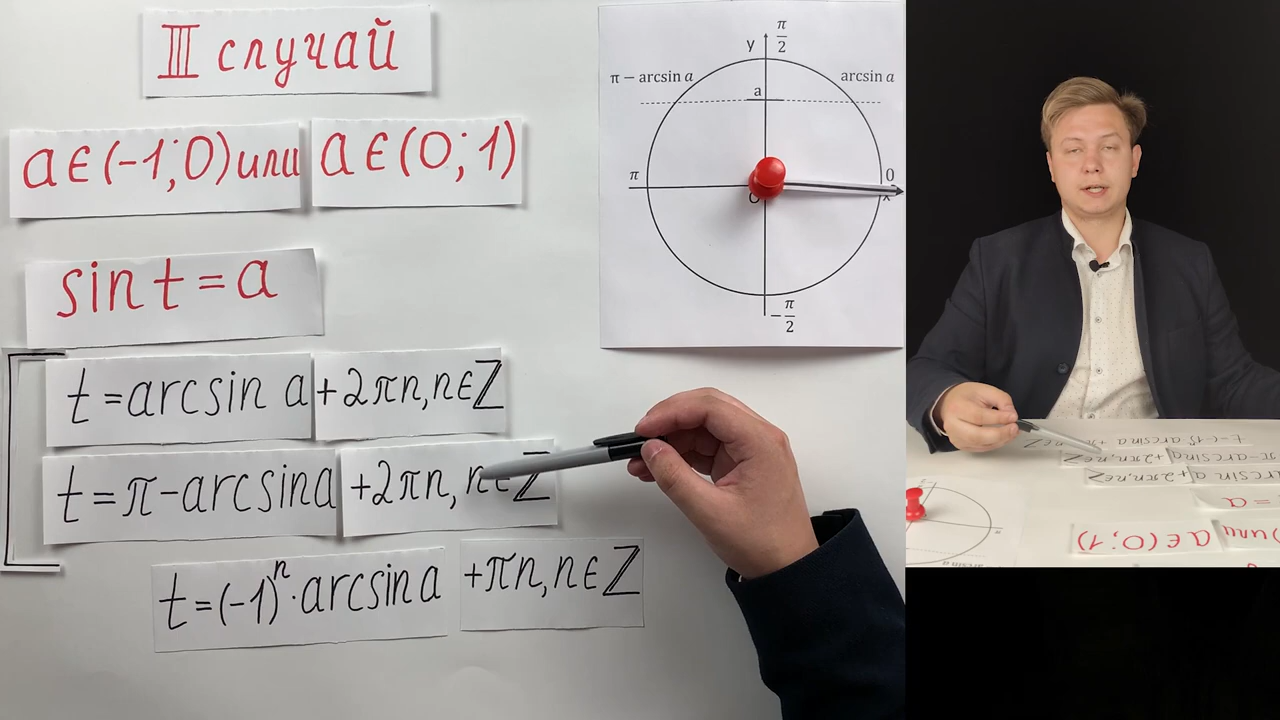 III случай
a∈(-1;0) или a∈(0;1)
sin t = a
t = arcsin a +2πn, n∈Z
t = π – arcsin a +2πn, n∈Z
t = (-1)ⁿ · arcsin a +πn, n∈Z
y π/2
π − arcsin a arcsin a
a
π 0
O x
−π/2